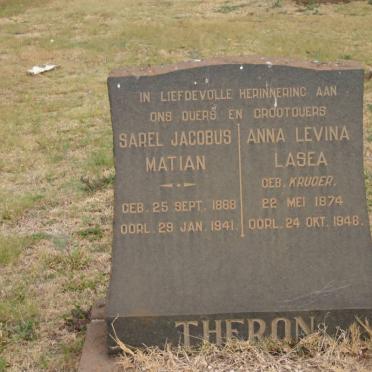 IN LIEFDEVOLLE HERINNERING AAN
ONS OUERS EN GROOTOUERS
SAREL JACOBUS
MATIAN
GEB. 25 SEPT. 1868
OORL. 29 JAN. 1941.
ANNA LEVINA
LASEA
GEB. KRUGER.
22 MEI 1874
OORL. 24 OKT. 1948.
THERON